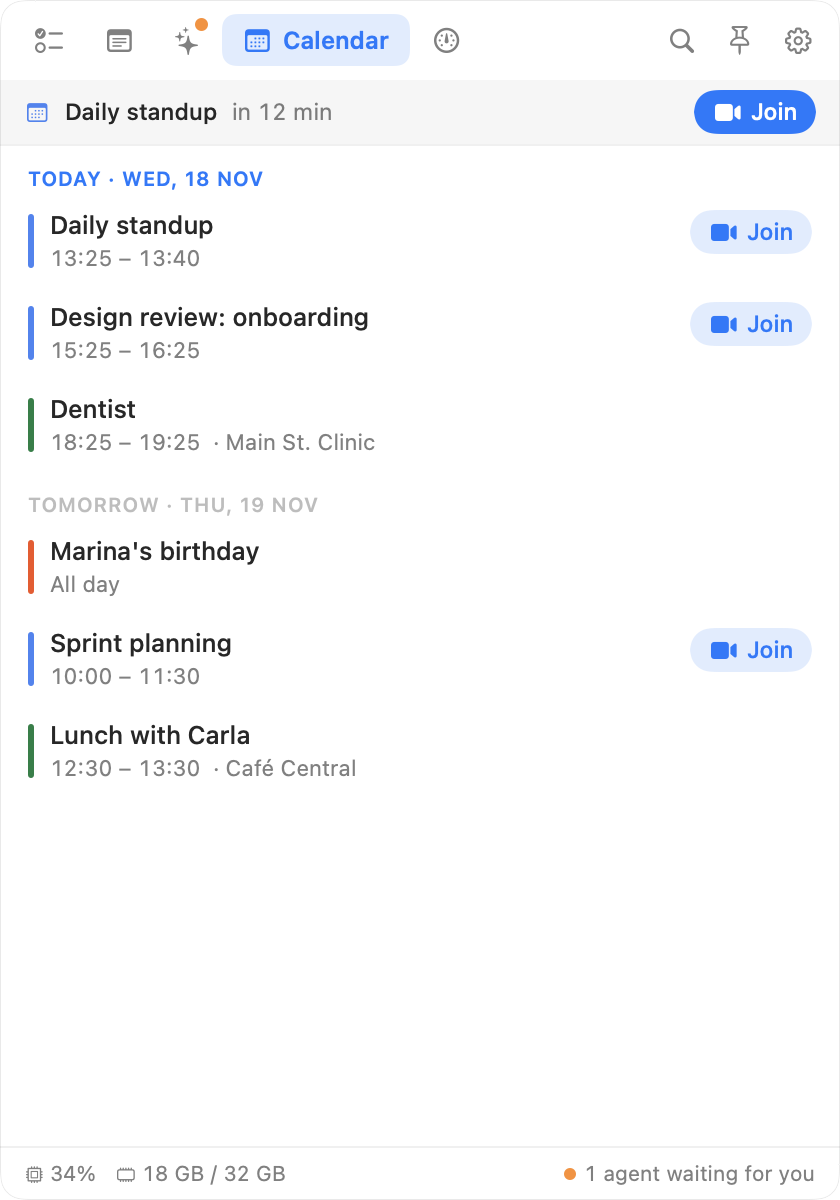 Calendar
Daily standup in 12 min
Join
TODAY · WED, 18 NOV
Daily standup
13:25 – 13:40
Join
Design review: onboarding
15:25 – 16:25
Join
Dentist
18:25 – 19:25 · Main St. Clinic
TOMORROW · THU, 19 NOV
Marina's birthday
All day
Sprint planning
10:00 – 11:30
Join
Lunch with Carla
12:30 – 13:30 · Café Central
34% 18 GB / 32 GB
1 agent waiting for you